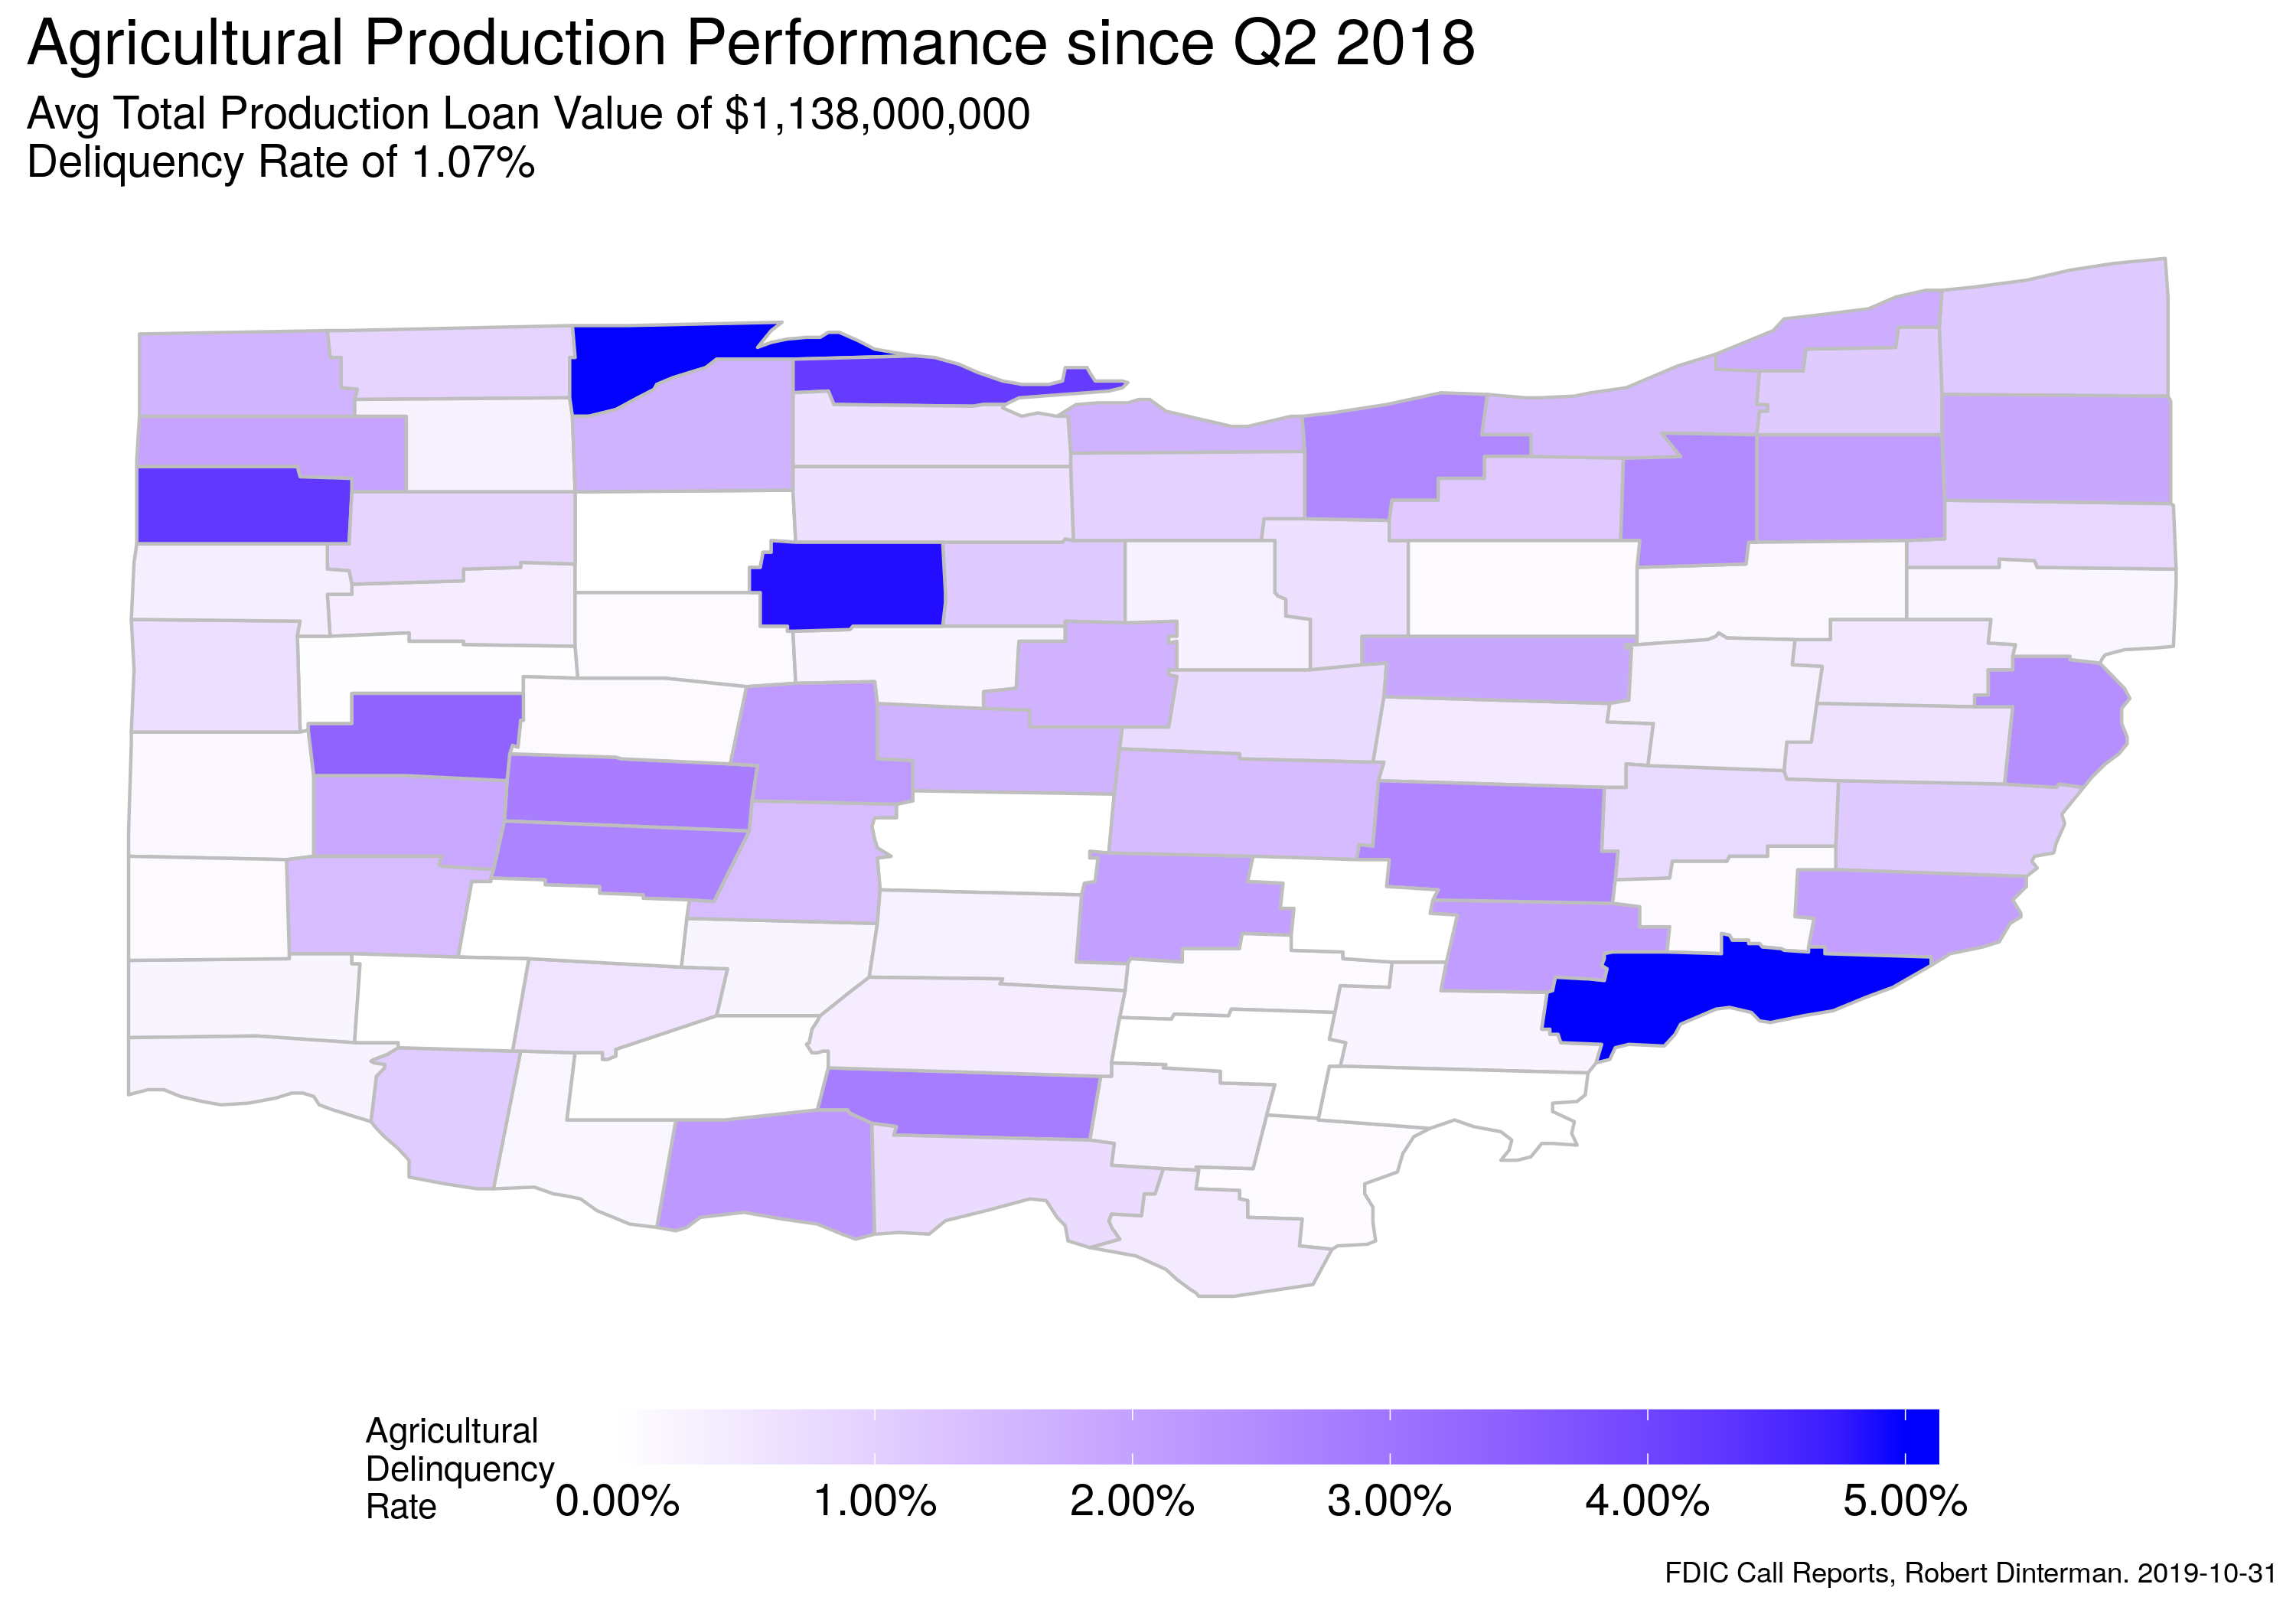 Agricultural Production Performance since Q2 2018
Avg Total Production Loan Value of $1,138,000,000
Deliquency Rate of 1.07%
Agricultural
Delinquency
Rate
0.00% 1.00% 2.00% 3.00% 4.00% 5.00%
FDIC Call Reports, Robert Dinterman. 2019-10-31